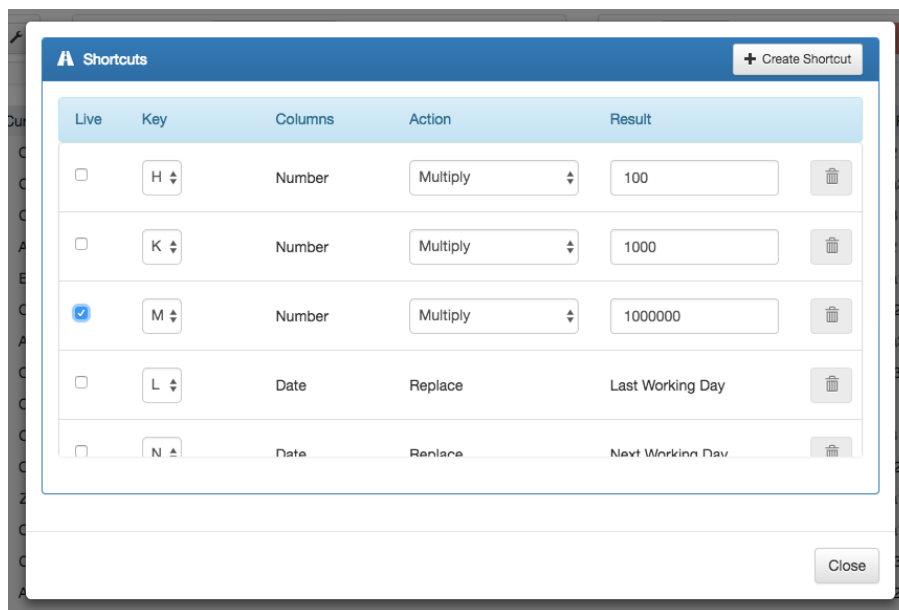 Shortcuts
Create Shortcut
Live Key Columns Action Result
H Number Multiply 100
K Number Multiply 1000
M Number Multiply 1000000
L Date Replace Last Working Day
N Date Replace Next Working Day
Close